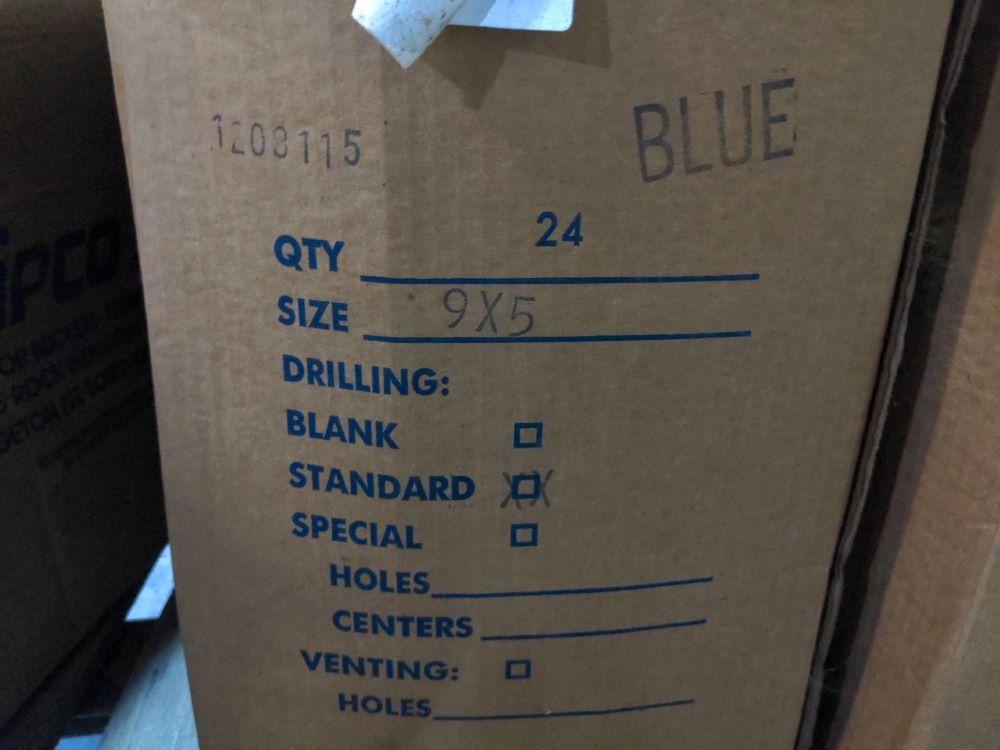 1208115
BLUE
QTY 24
SIZE 9X5
DRILLING:
BLANK
STANDARD XX
SPECIAL
HOLES
CENTERS
VENTING:
HOLES